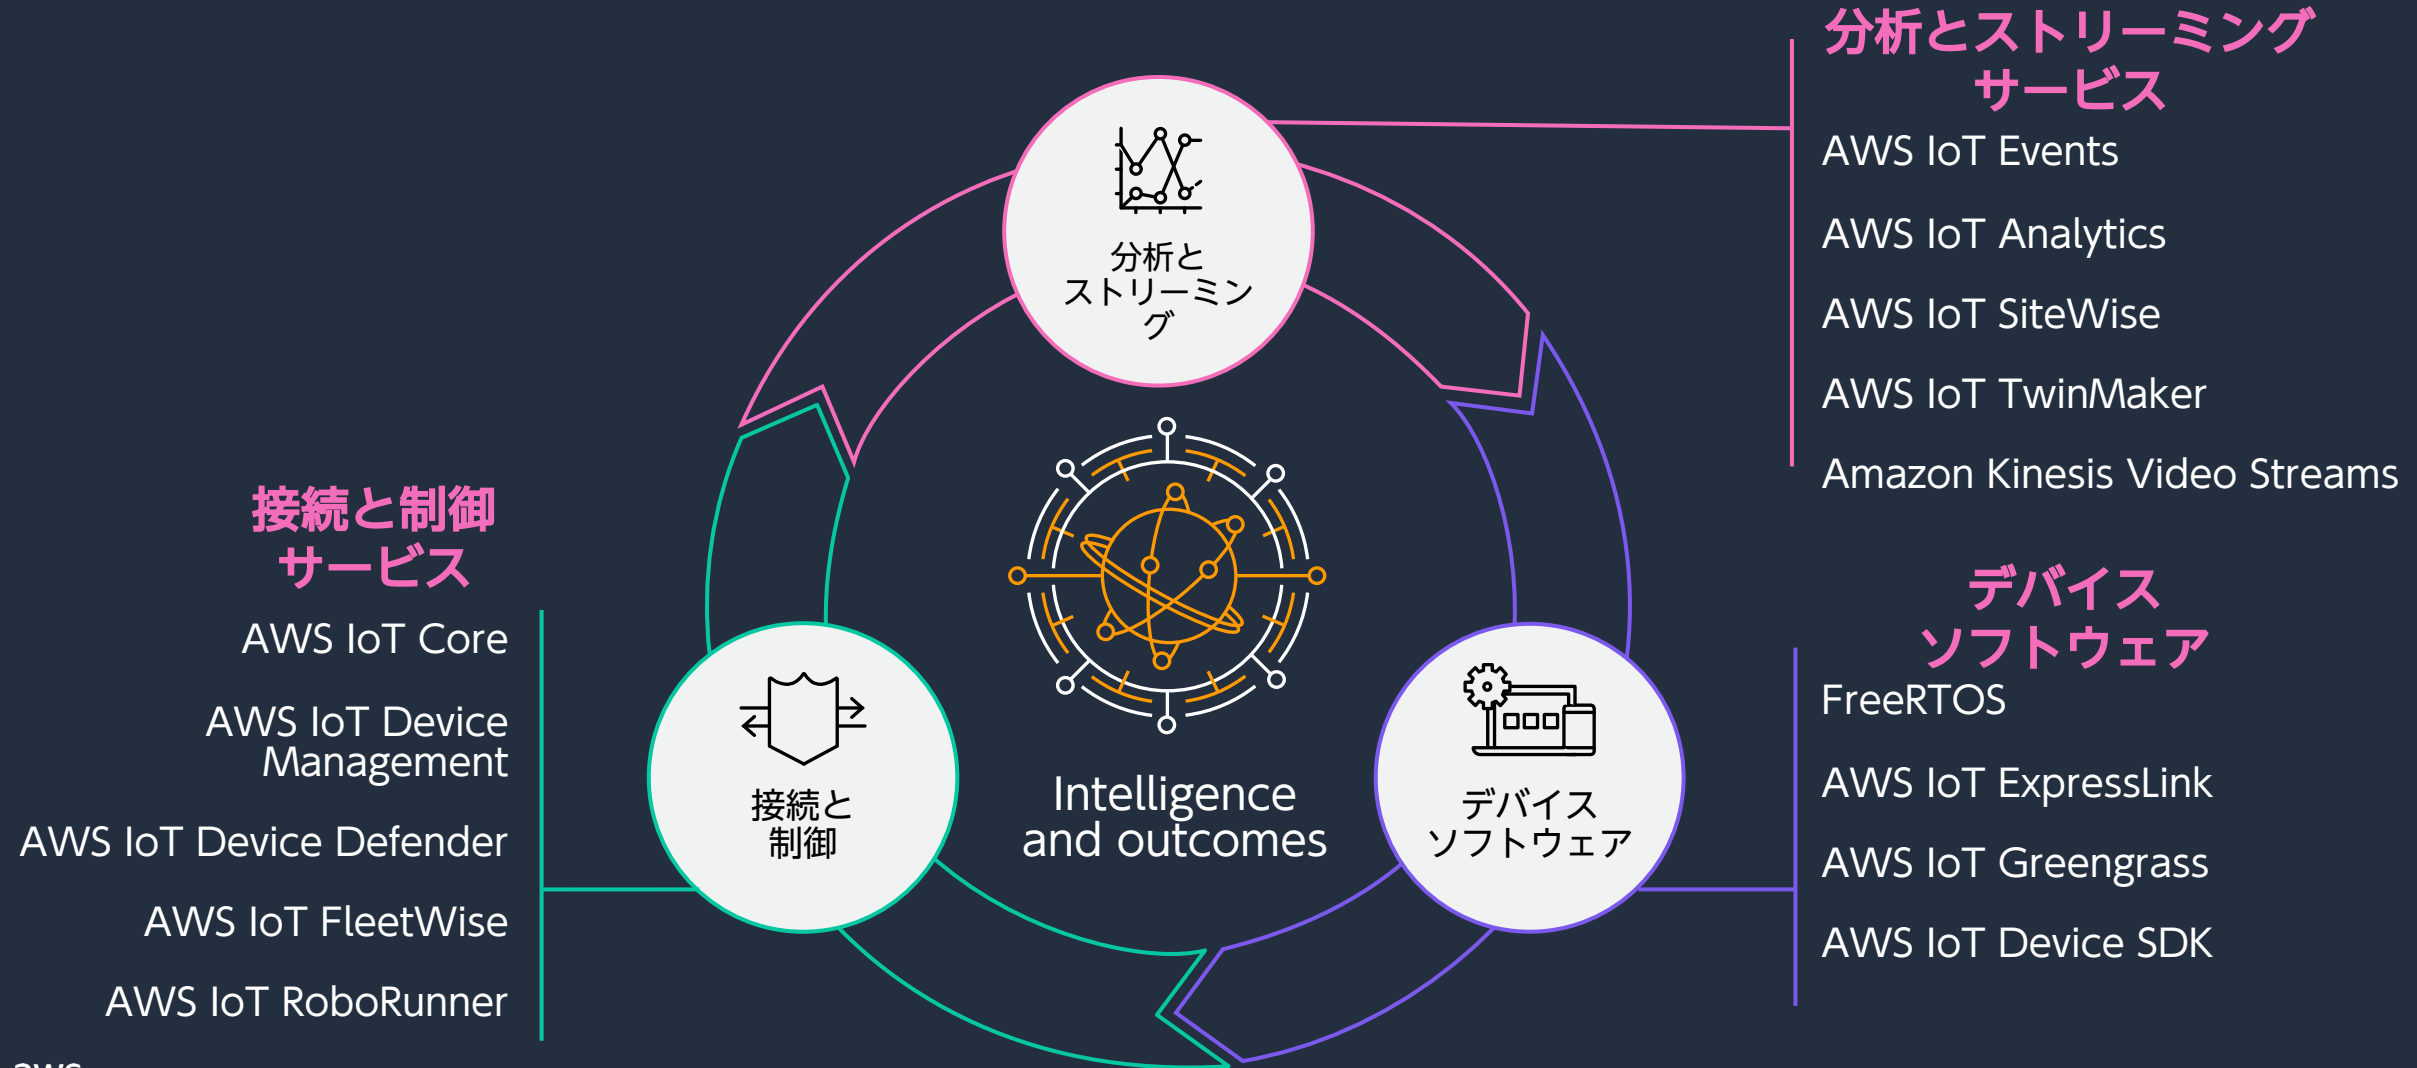 分析とストリーミング
サービス
AWS IoT Events
AWS IoT Analytics
AWS IoT SiteWise
AWS IoT TwinMaker
Amazon Kinesis Video Streams
分析と
ストリーミン
グ
接続と制御
サービス
AWS IoT Core
AWS IoT Device
Management
AWS IoT Device Defender
AWS IoT FleetWise
AWS IoT RoboRunner
接続と
制御
Intelligence
and outcomes
デバイス
ソフトウェア
デバイス
ソフトウェア
FreeRTOS
AWS IoT ExpressLink
AWS IoT Greengrass
AWS IoT Device SDK
aws